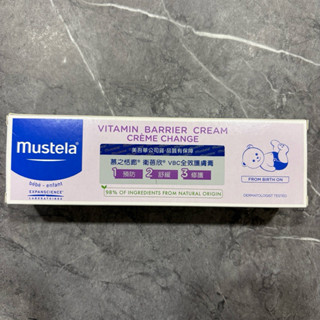 VITAMIN BARRIER CREAM
CRÈME CHANGE
mustela
bébé - enfant
EXPANSCIENCE
LABORATOIRES
慕之恬廊® 衛蓓欣® VBC全效護膚膏
1 預防 2 舒緩 3 修護
98% OF INGREDIENTS FROM NATURAL ORIGIN
FROM BIRTH ON
DERMATOLOGIST TESTED